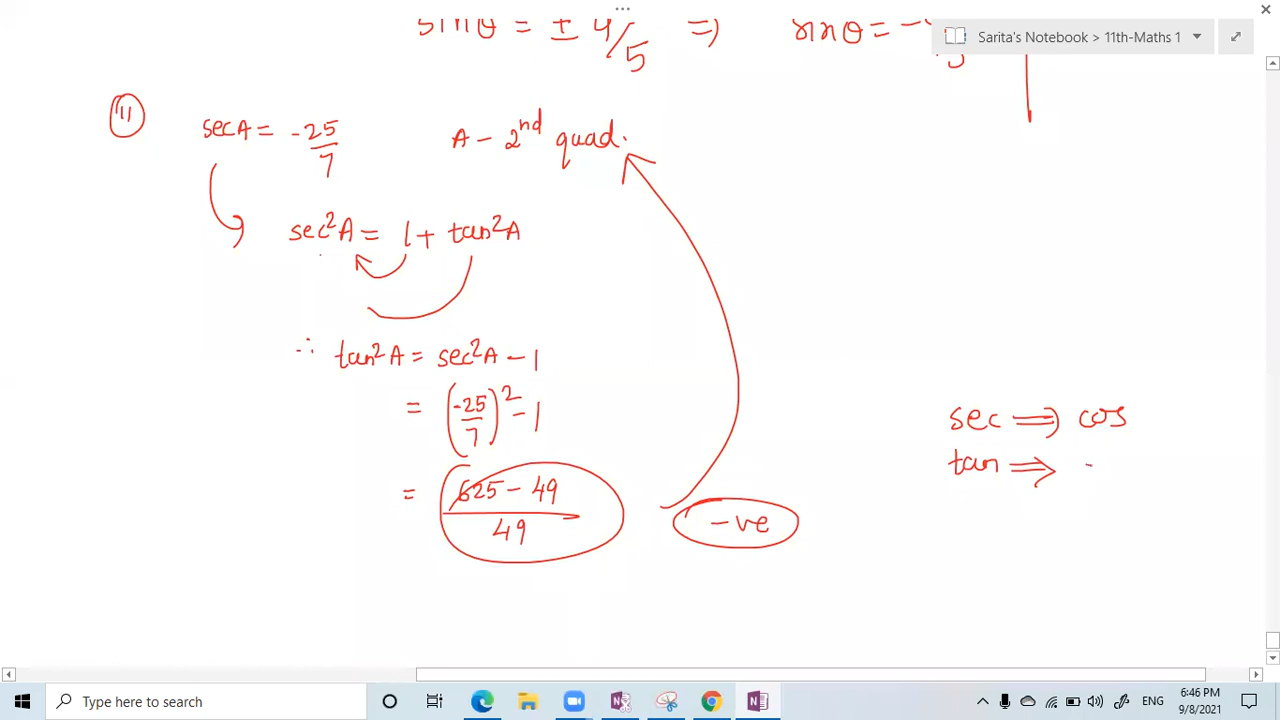 sinθ = ± 4/5 ⇒ sinθ = -
Sarita's Notebook > 11th-Maths 1
11 secA = -25/7 A - 2nd quad.
sec²A = 1 + tan²A
∴ tan²A = sec²A - 1
= (-25/7)² - 1
sec ⇒ cos
tan ⇒ -
= 625 - 49 / 49
-ve
Type here to search
ENG
6:46 PM
9/8/2021